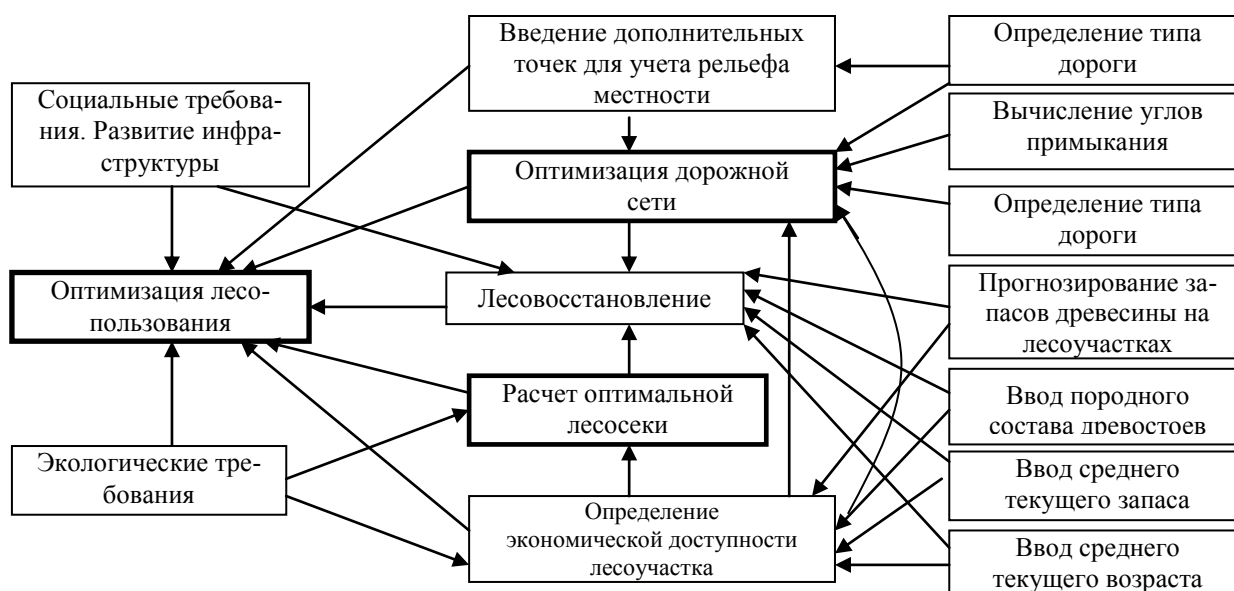 Введение дополнительных
точек для учета рельефа
местности
Определение типа
дороги
Социальные требова-
ния. Развитие инфра-
структуры
Вычисление углов
примыкания
Оптимизация дорожной
сети
Определение типа
дороги
Оптимизация лесо-
пользования
Лесовосстановление
Прогнозирование за-
пасов древесины на
лесоучастках
Расчет оптимальной
лесосеки
Ввод породного
состава древостоев
Экологические тре-
бования
Ввод среднего
текущего запаса
Определение
экономической доступности
лесоучастка
Ввод среднего
текущего возраста